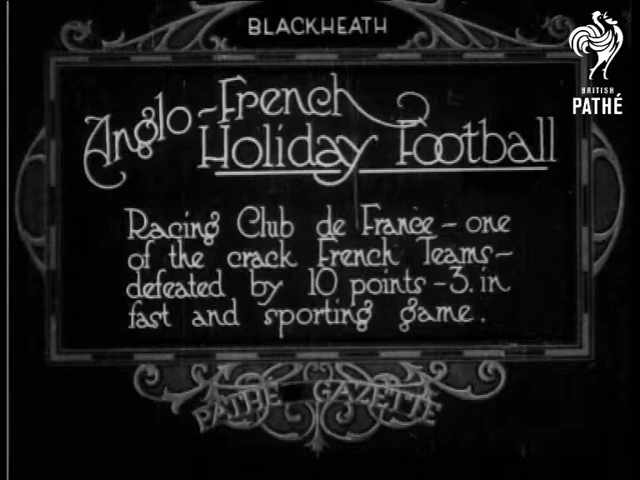 BLACKHEATH
BRITISH
PATHÉ
Anglo-French
Holiday Football
Racing Club de France - one
of the crack French Teams -
defeated by 10 points - 3. in
fast and sporting game.
PATHÉ GAZETTE